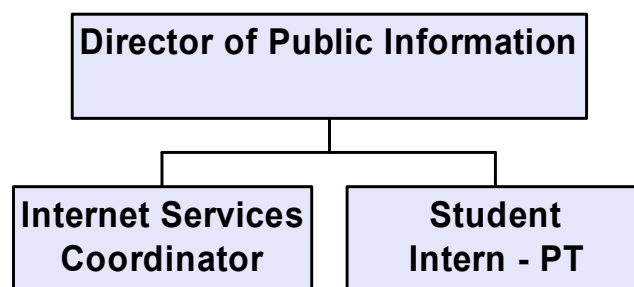 Director of Public Information
Internet Services
Coordinator
Student
Intern - PT